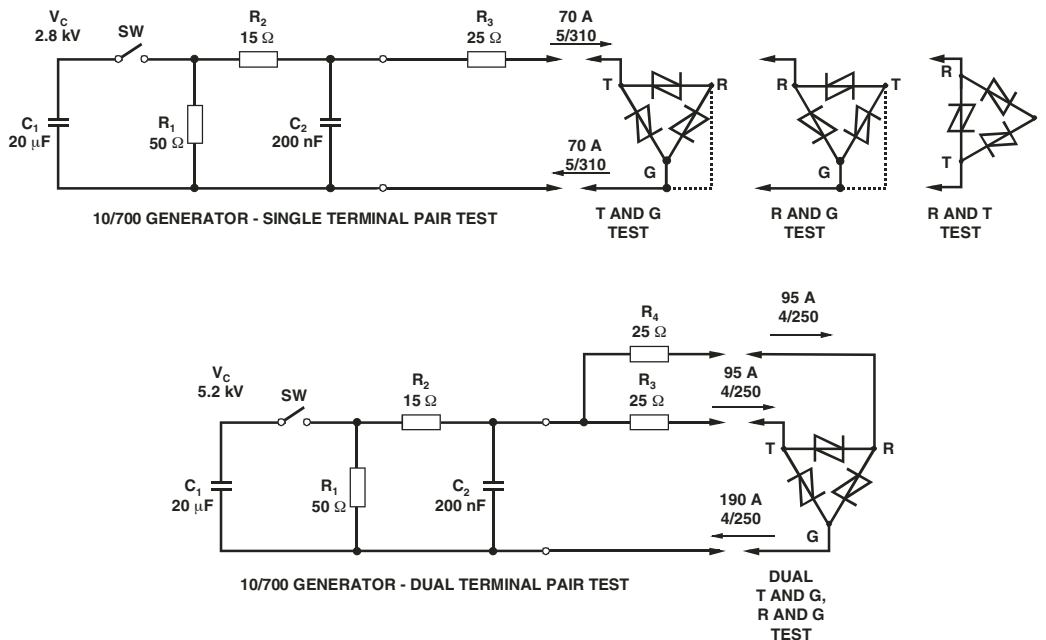 V_C
2.8 kV
SW
R₂
15 Ω
R₃
25 Ω
70 A
5/310
C₁
20 μF
R₁
50 Ω
C₂
200 nF
70 A
5/310
T
R
G
R
T
G
R
T
10/700 GENERATOR - SINGLE TERMINAL PAIR TEST
T AND G
TEST
R AND G
TEST
R AND T
TEST
R₄
25 Ω
95 A
4/250
V_C
5.2 kV
SW
R₂
15 Ω
R₃
25 Ω
95 A
4/250
T
R
C₁
20 μF
R₁
50 Ω
C₂
200 nF
190 A
4/250
G
10/700 GENERATOR - DUAL TERMINAL PAIR TEST
DUAL
T AND G,
R AND G
TEST